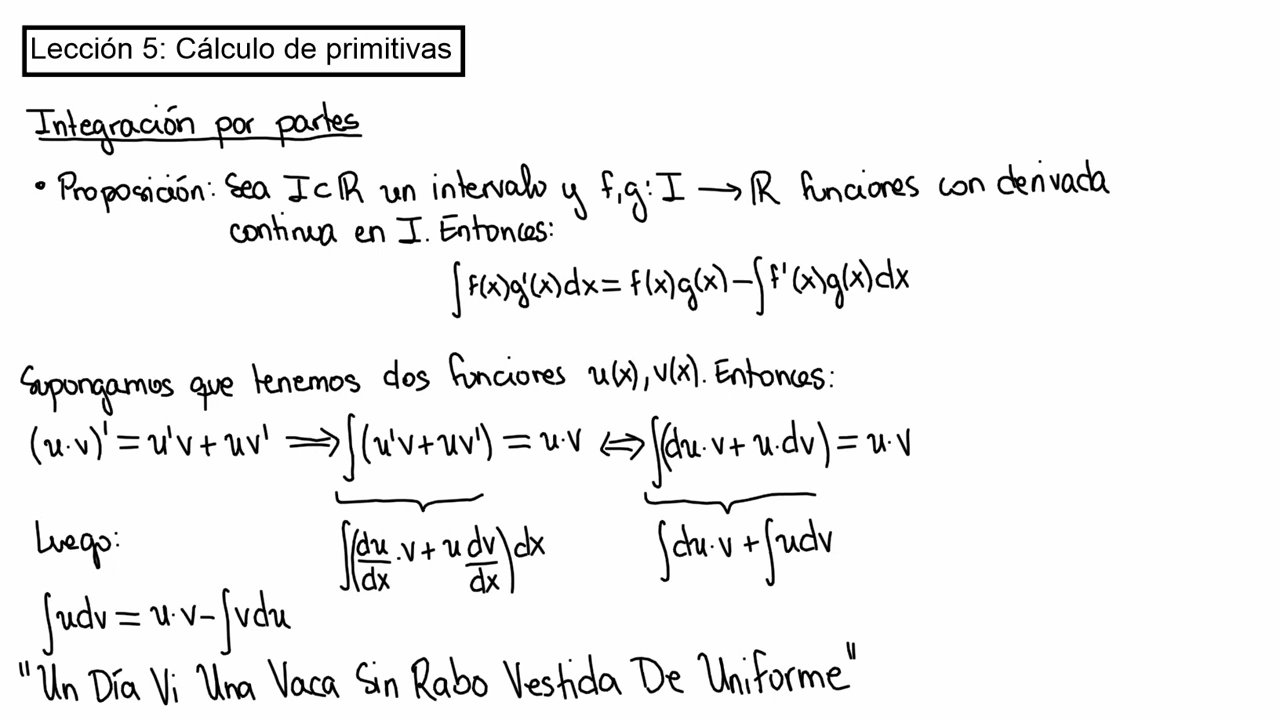 Lección 5: Cálculo de primitivas
Integración por partes
• Proposición: Sea I⊂ℝ un intervalo y f,g: I → ℝ funciones con derivada
continua en I. Entonces:
∫f(x)g'(x)dx = f(x)g(x) − ∫f'(x)g(x)dx
Supongamos que tenemos dos funciones u(x), v(x). Entonces:
(u·v)' = u'v + uv' ⟹ ∫(u'v + uv') = u·v ⟺ ∫(du·v + u·dv) = u·v
Luego: ∫(du/dx ·v + u dv/dx)dx ∫du·v + ∫udv
∫udv = u·v − ∫vdu
"Un Día Vi Una Vaca Sin Rabo Vestida De Uniforme"